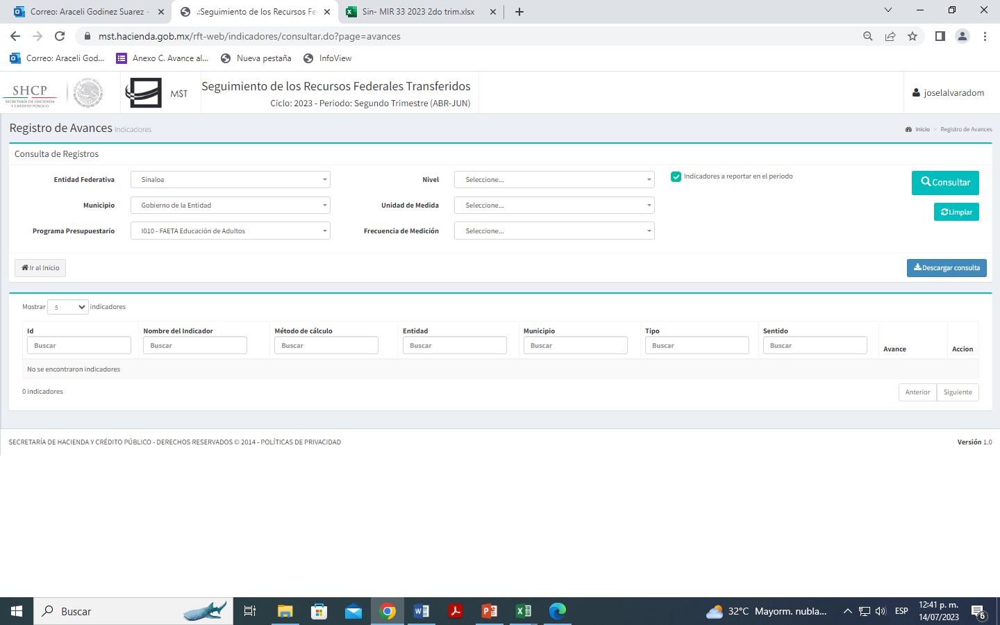 Correo: Araceli Godinez Suarez -
.:Seguimiento de los Recursos Fe
Sin- MIR 33 2023 2do trim.xlsx
mst.hacienda.gob.mx/rft-web/indicadores/consultar.do?page=avances
Correo: Araceli God...
Anexo C. Avance al...
Nueva pestaña
InfoView
SHCP
SECRETARÍA DE HACIENDA
Y CRÉDITO PÚBLICO
MST
Seguimiento de los Recursos Federales Transferidos
Ciclo: 2023 - Periodo: Segundo Trimestre (ABR-JUN)
joselalvaradom
Registro de Avances Indicadores
Inicio > Registro de Avances
Consulta de Registros
Entidad Federativa
Sinaloa
Nivel
Seleccione...
Indicadores a reportar en el periodo
Consultar
Municipio
Gobierno de la Entidad
Unidad de Medida
Seleccione...
Limpiar
Programa Presupuestario
I010 - FAETA Educación de Adultos
Frecuencia de Medición
Seleccione...
Ir al Inicio
Descargar consulta
Mostrar 5 indicadores
Id
Nombre del Indicador
Método de cálculo
Entidad
Municipio
Tipo
Sentido
Avance
Accion
Buscar
Buscar
Buscar
Buscar
Buscar
Buscar
Buscar
No se encontraron indicadores
0 indicadores
Anterior
Siguiente
SECRETARÍA DE HACIENDA Y CRÉDITO PÚBLICO - DERECHOS RESERVADOS © 2014 - POLÍTICAS DE PRIVACIDAD
Versión 1.0
Buscar
32°C Mayorm. nubla...
ESP
12:41 p. m.
14/07/2023
6